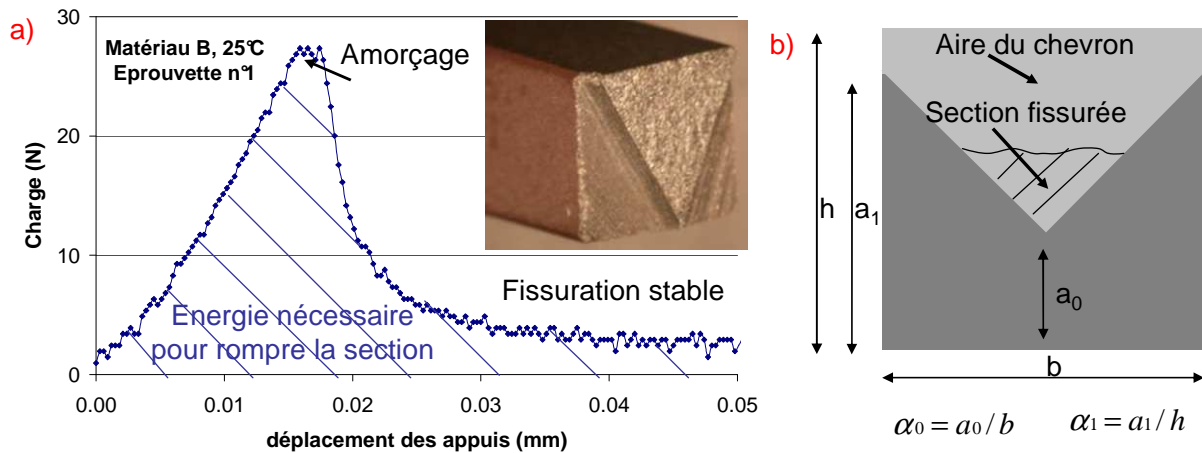 a)
30
20
10
0
Charge (N)
Matériau B, 25°C
Eprouvette n°1
Amorçage
Energie nécessaire
pour rompre la section
Fissuration stable
0.00
0.01
0.02
0.03
0.04
0.05
déplacement des appuis (mm)
b)
Aire du chevron
Section fissurée
h
a1
a0
b
α0 = a0 / b
α1 = a1 / h